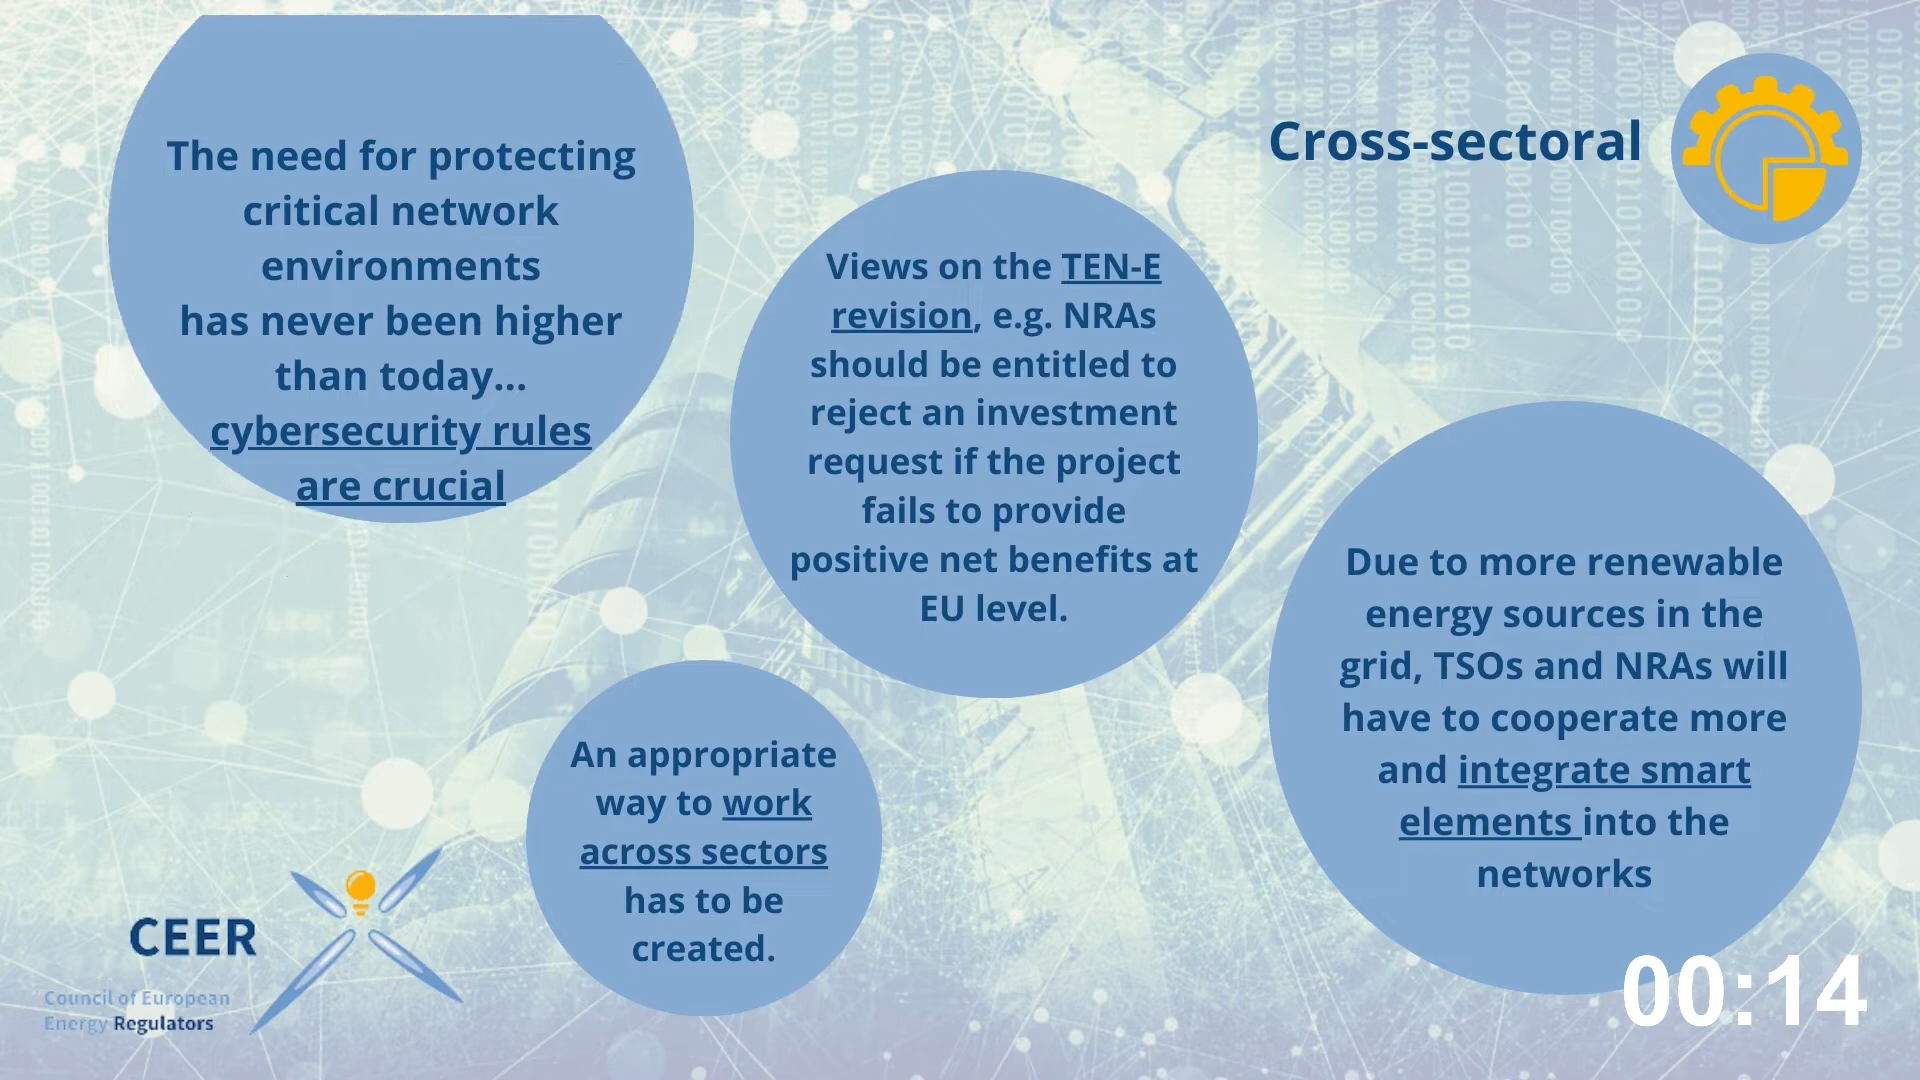 Cross-sectoral
The need for protecting
critical network
environments
has never been higher
than today...
cybersecurity rules
are crucial
Views on the TEN-E
revision, e.g. NRAs
should be entitled to
reject an investment
request if the project
fails to provide
positive net benefits at
EU level.
Due to more renewable
energy sources in the
grid, TSOs and NRAs will
have to cooperate more
and integrate smart
elements into the
networks
An appropriate
way to work
across sectors
has to be
created.
CEER
Council of European
Energy Regulators
00:14